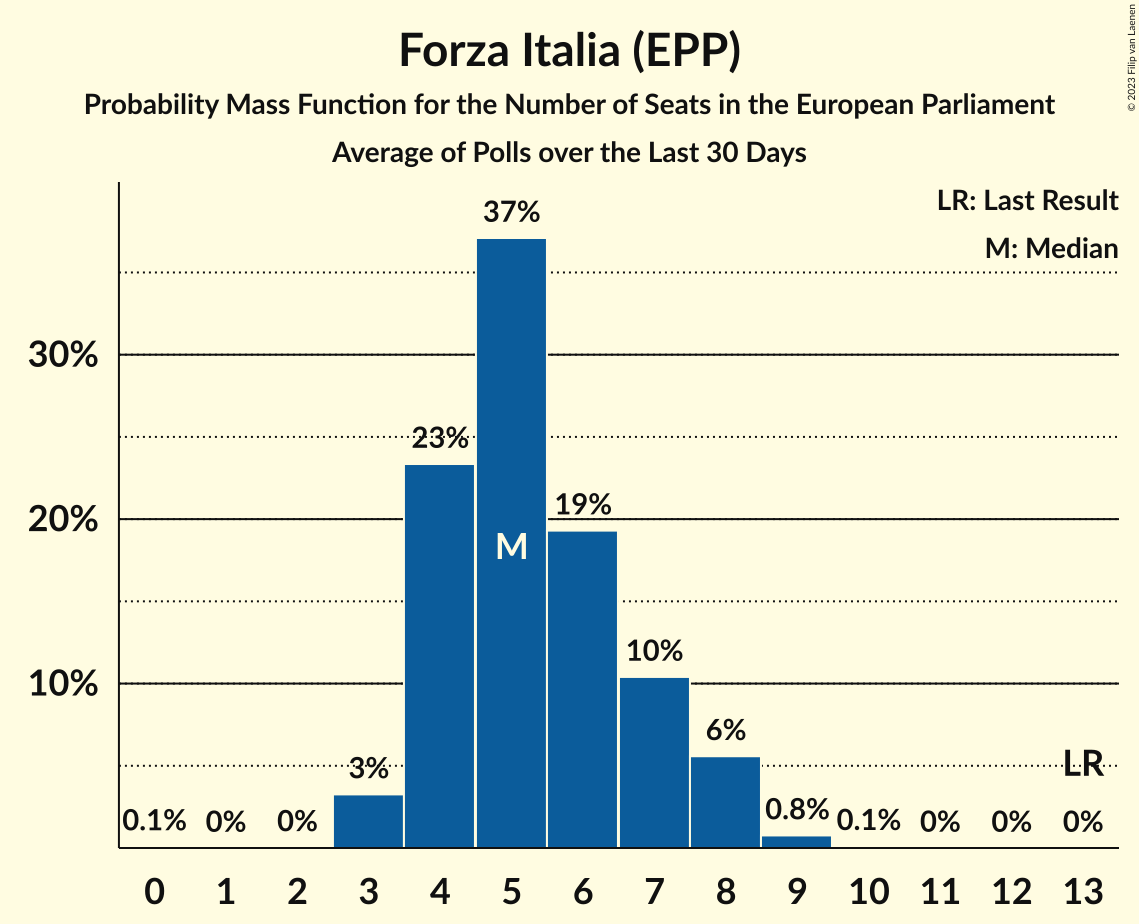 Forza Italia (EPP)
Probability Mass Function for the Number of Seats in the European Parliament
Average of Polls over the Last 30 Days
© 2023 Filip van Laenen
LR: Last Result
M: Median
37%
30%
23%
20%
19%
M
10%
10%
6%
3%
LR
0.1%
0%
0%
0.8%
0.1%
0%
0%
0%
0 1 2 3 4 5 6 7 8 9 10 11 12 13